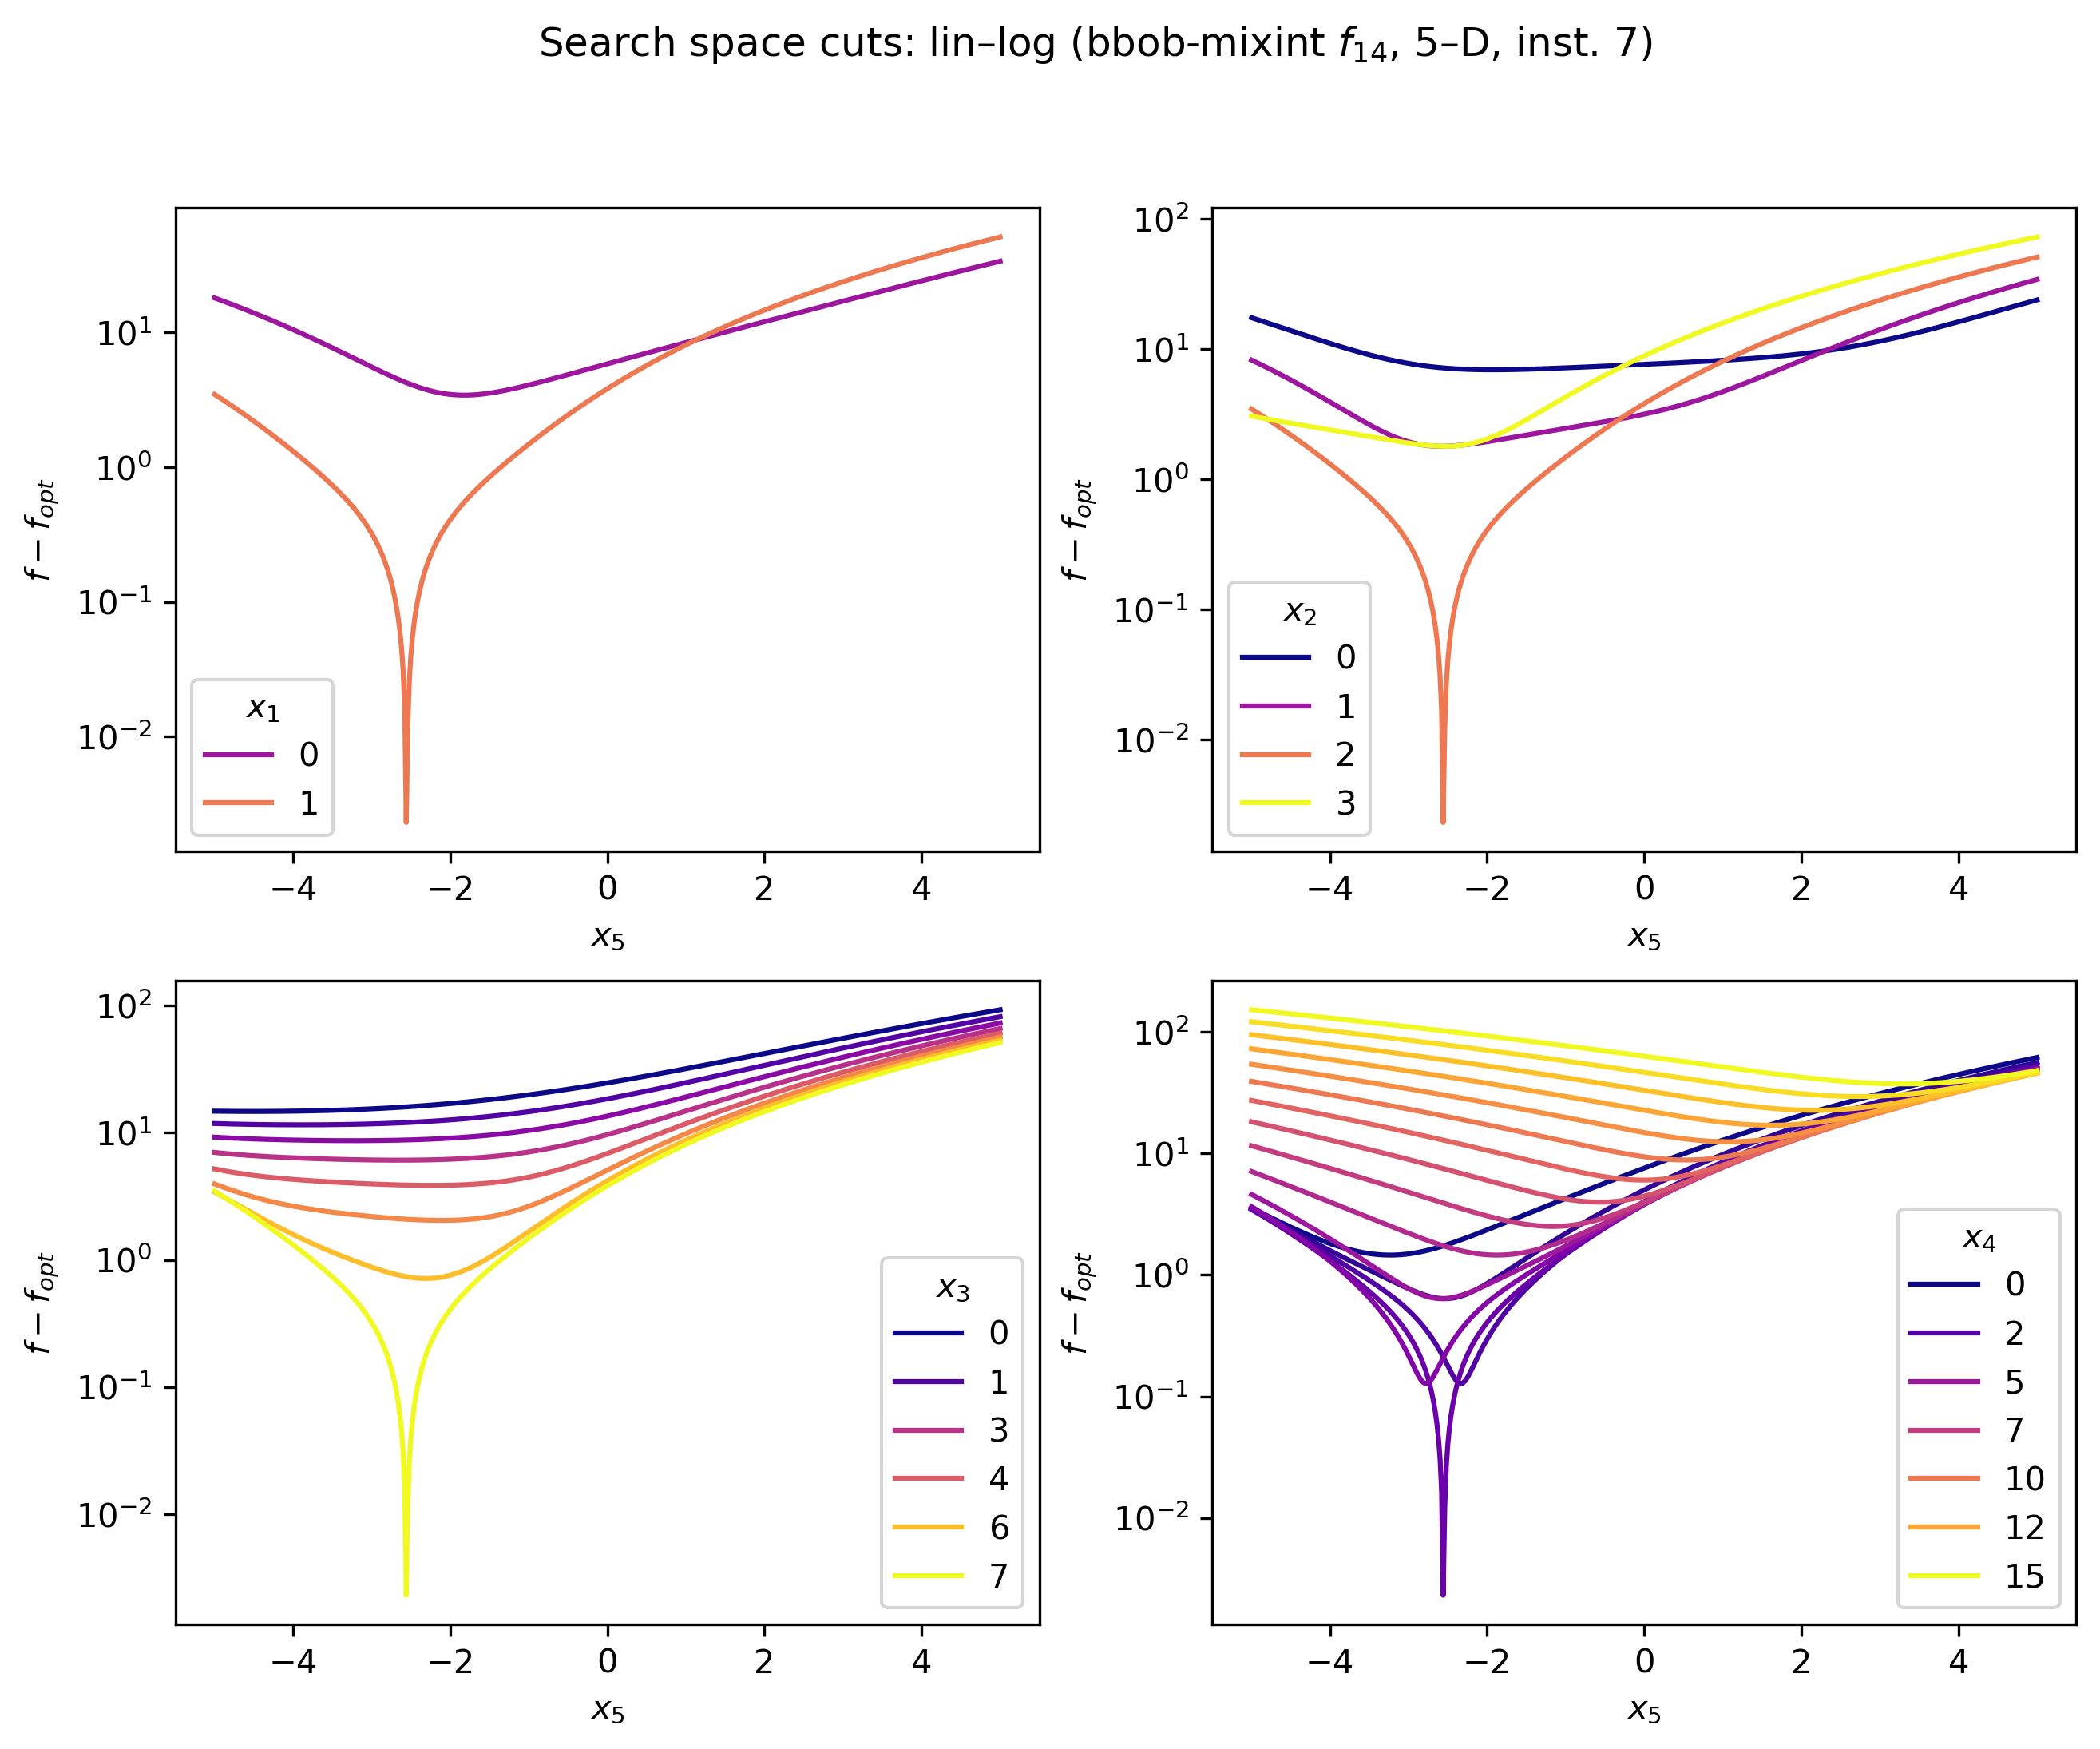 Search space cuts: lin–log (bbob-mixint f₁₄, 5–D, inst. 7)
f − f_opt
10¹
10⁰
10⁻¹
10⁻²
x₁
0
1
−4 −2 0 2 4
x₅
f − f_opt
10²
10¹
10⁰
10⁻¹
10⁻²
x₂
0
1
2
3
−4 −2 0 2 4
x₅
f − f_opt
10²
10¹
10⁰
10⁻¹
10⁻²
x₃
0
1
3
4
6
7
−4 −2 0 2 4
x₅
f − f_opt
10²
10¹
10⁰
10⁻¹
10⁻²
x₄
0
2
5
7
10
12
15
−4 −2 0 2 4
x₅